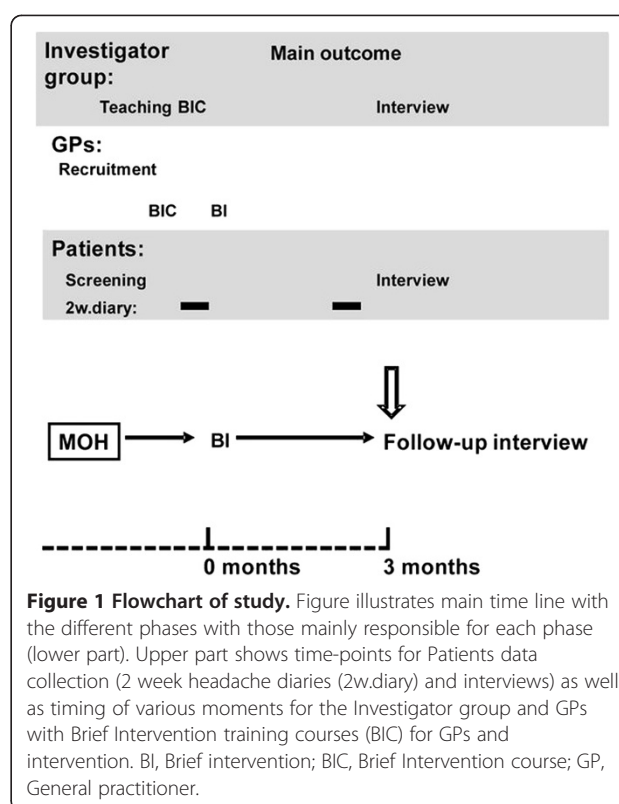 Investigator
group:
Main outcome
Teaching BIC
Interview
GPs:
Recruitment
BIC BI
Patients:
Screening
Interview
2w.diary:
MOH
BI
Follow-up interview
0 months
3 months
Figure 1 Flowchart of study. Figure illustrates main time line with
the different phases with those mainly responsible for each phase
(lower part). Upper part shows time-points for Patients data
collection (2 week headache diaries (2w.diary) and interviews) as well
as timing of various moments for the Investigator group and GPs
with Brief Intervention training courses (BIC) for GPs and
intervention. BI, Brief intervention; BIC, Brief Intervention course; GP,
General practitioner.